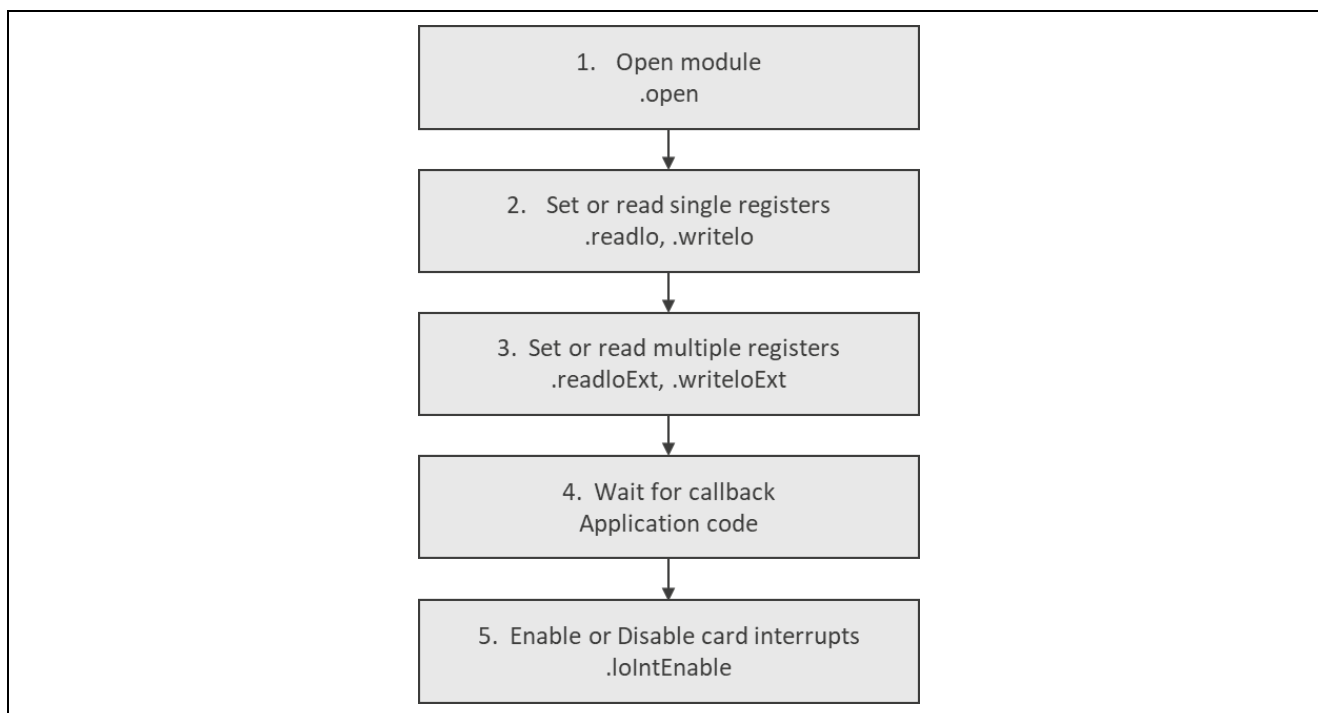 1. Open module
.open
2. Set or read single registers
.readIo, .writeIo
3. Set or read multiple registers
.readIoExt, .writeIoExt
4. Wait for callback
Application code
5. Enable or Disable card interrupts
.IoIntEnable